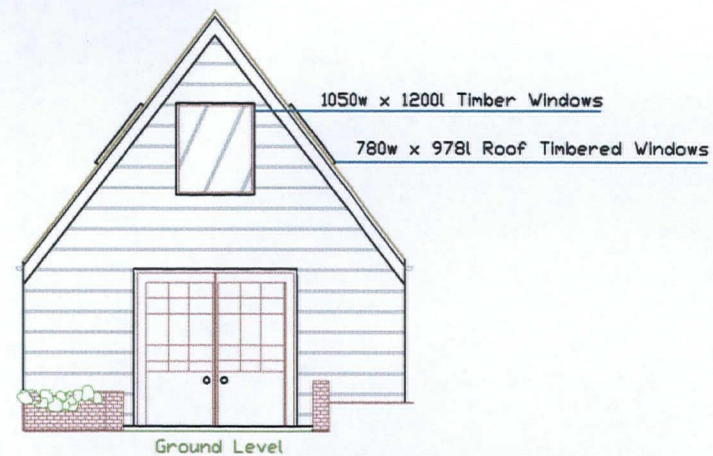 1050w x 1200l Timber Windows
780w x 978l Roof Timbered Windows
Ground Level